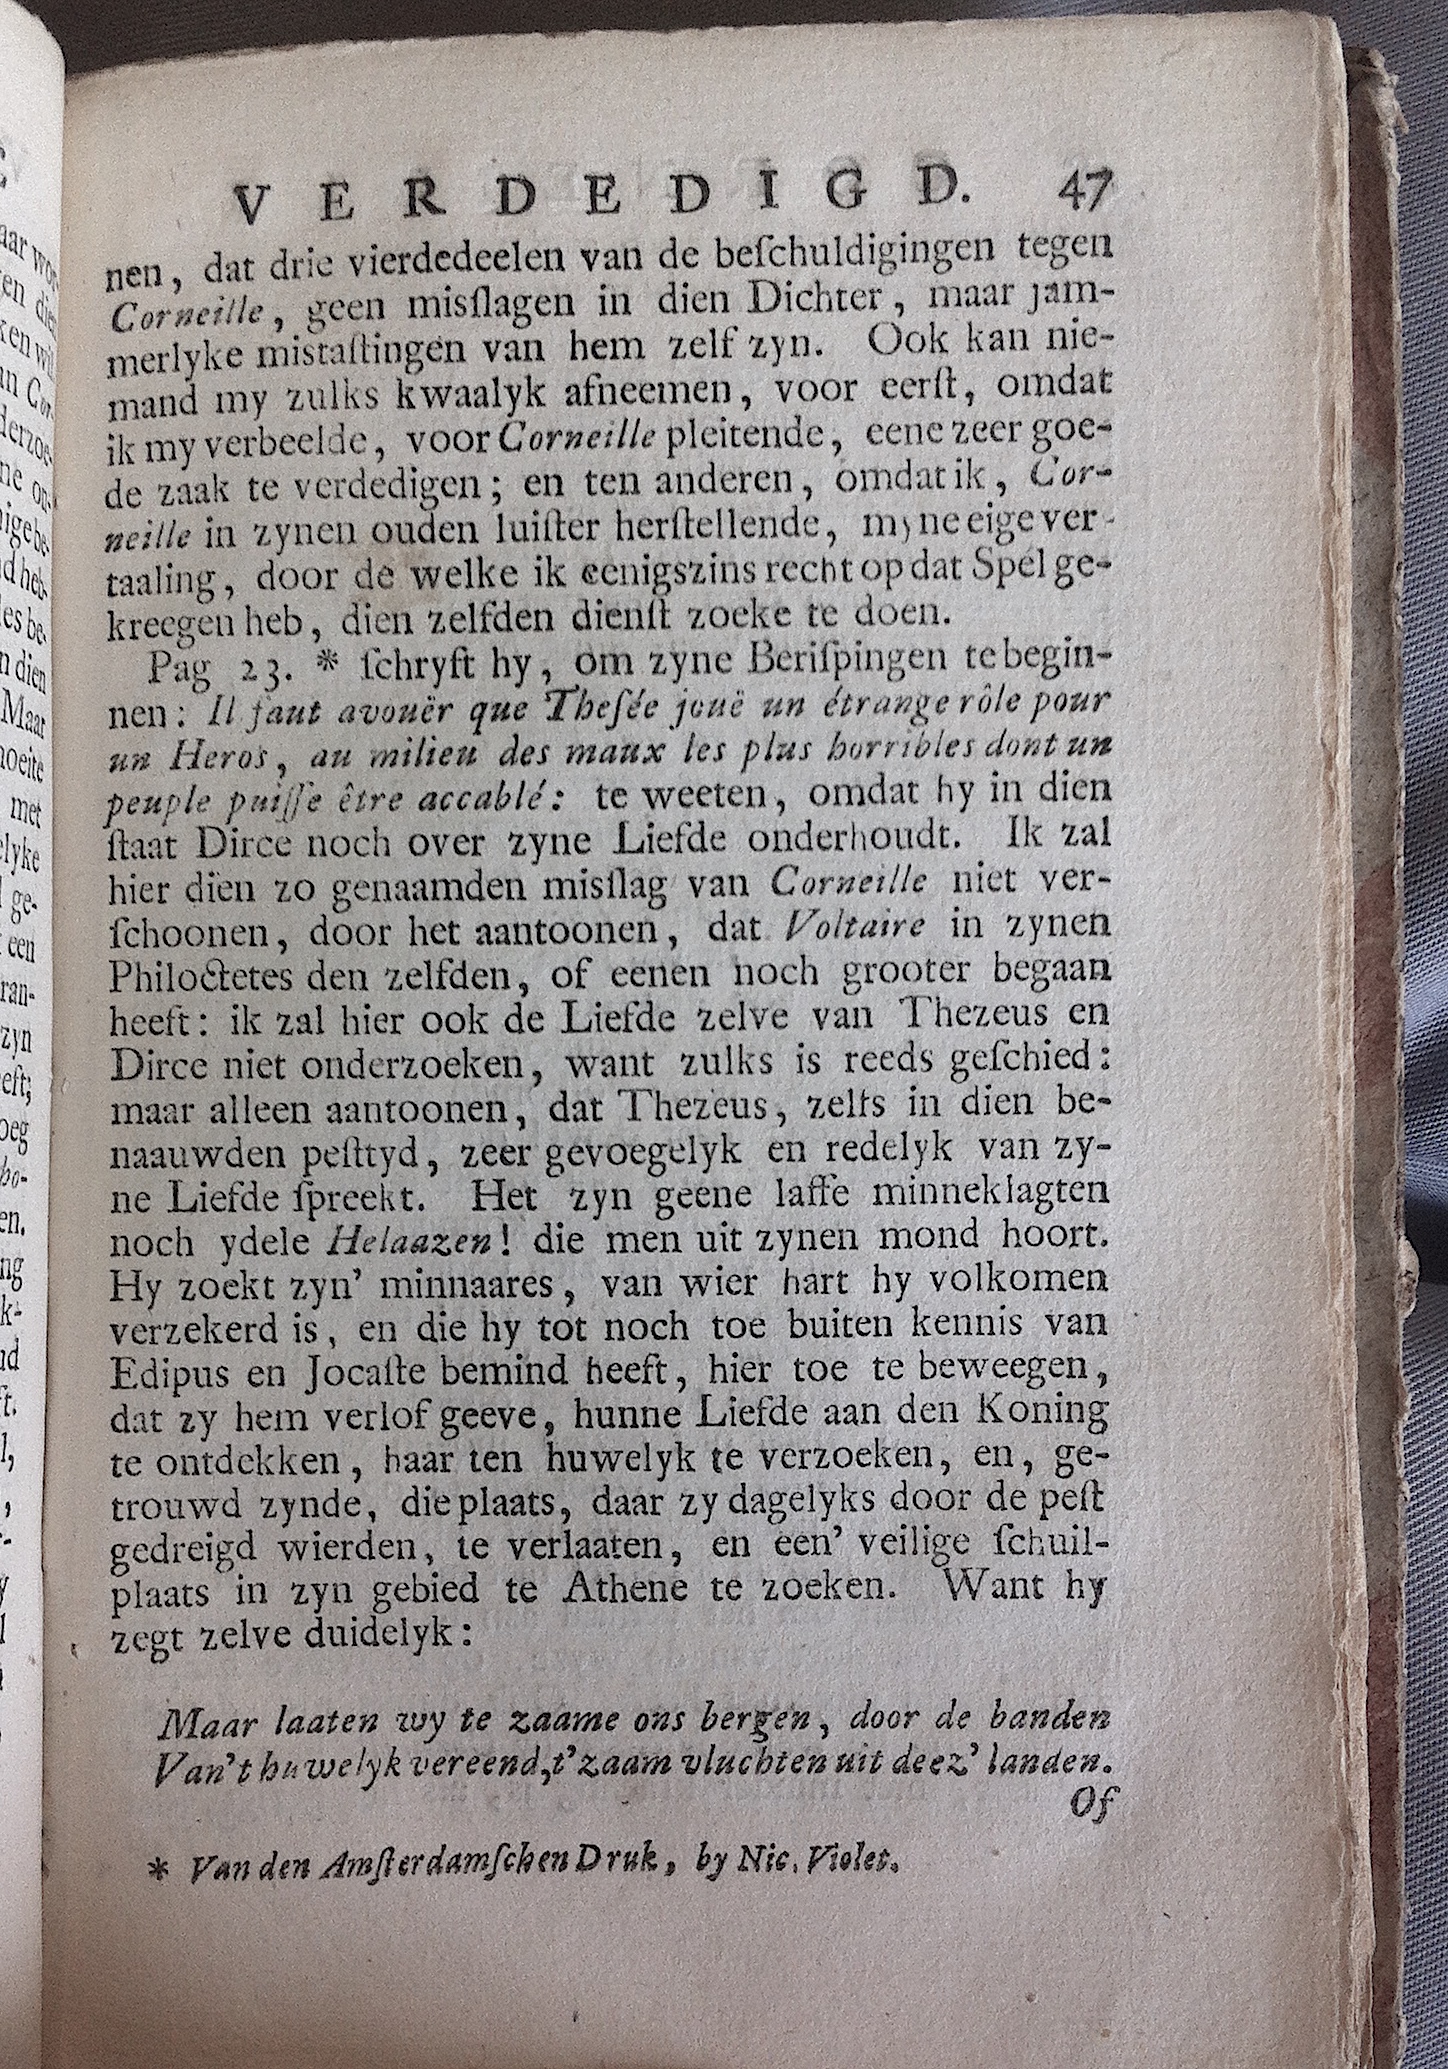 VERDEDIGD. 47
nen, dat drie vierdedeelen van de beſchuldigingen tegen
Corneille, geen misſlagen in dien Dichter, maar jam-
merlyke mistaſtingen van hem zelf zyn. Ook kan nie-
mand my zulks kwaalyk afneemen, voor eerſt, omdat
ik my verbeelde, voor Corneille pleitende, eene zeer goe-
de zaak te verdedigen; en ten anderen, omdat ik, Cor-
neille in zynen ouden luiſter herſtellende, myne eige ver-
taaling, door de welke ik eenigszins recht op dat Spel ge-
kreegen heb, dien zelfden dienſt zoeke te doen.
Pag 23. * ſchryft hy, om zyne Beriſpingen te begin-
nen: Il faut avouër que Theſée jouë un étrange rôle pour
un Heros, au milieu des maux les plus horribles dont un
peuple puiſſe être accablé: te weeten, omdat hy in dien
ſtaat Dirce noch over zyne Liefde onderhoudt. Ik zal
hier dien zo genaamden misſlag van Corneille niet ver-
ſchoonen, door het aantoonen, dat Voltaire in zynen
Philoctetes den zelfden, of eenen noch grooter begaan
heeft: ik zal hier ook de Liefde zelve van Thezeus en
Dirce niet onderzoeken, want zulks is reeds geſchied:
maar alleen aantoonen, dat Thezeus, zelfs in dien be-
naauwden peſttyd, zeer gevoegelyk en redelyk van zy-
ne Liefde ſpreekt. Het zyn geene laffe minneklagten
noch ydele Helaazen! die men uit zynen mond hoort.
Hy zoekt zyn' minnaares, van wier hart hy volkomen
verzekerd is, en die hy tot noch toe buiten kennis van
Edipus en Jocaſte bemind heeft, hier toe te beweegen,
dat zy hem verlof geeve, hunne Liefde aan den Koning
te ontdekken, haar ten huwelyk te verzoeken, en, ge-
trouwd zynde, die plaats, daar zy dagelyks door de peſt
gedreigd wierden, te verlaaten, en een' veilige ſchuil-
plaats in zyn gebied te Athene te zoeken. Want hy
zegt zelve duidelyk:
Maar laaten wy te zaame ons bergen, door de banden
Van't huwelyk vereend, t'zaam vluchten uit deez' landen.
Of
* Van den Amſterdamſchen Druk, by Nic. Violet.